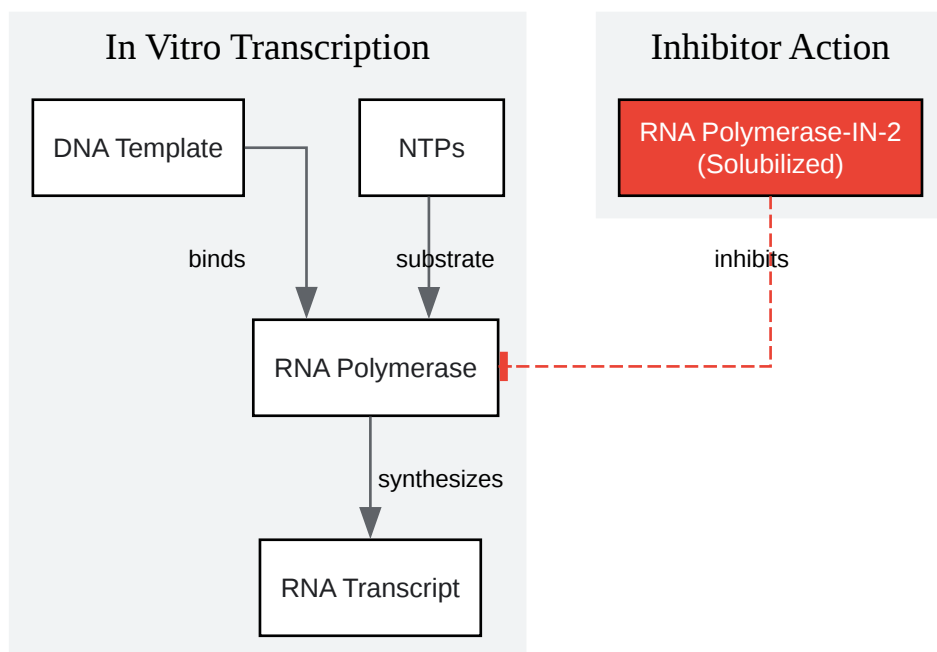 In Vitro Transcription
Inhibitor Action
DNA Template
NTPs
RNA Polymerase-IN-2
(Solubilized)
binds
substrate
inhibits
RNA Polymerase
synthesizes
RNA Transcript